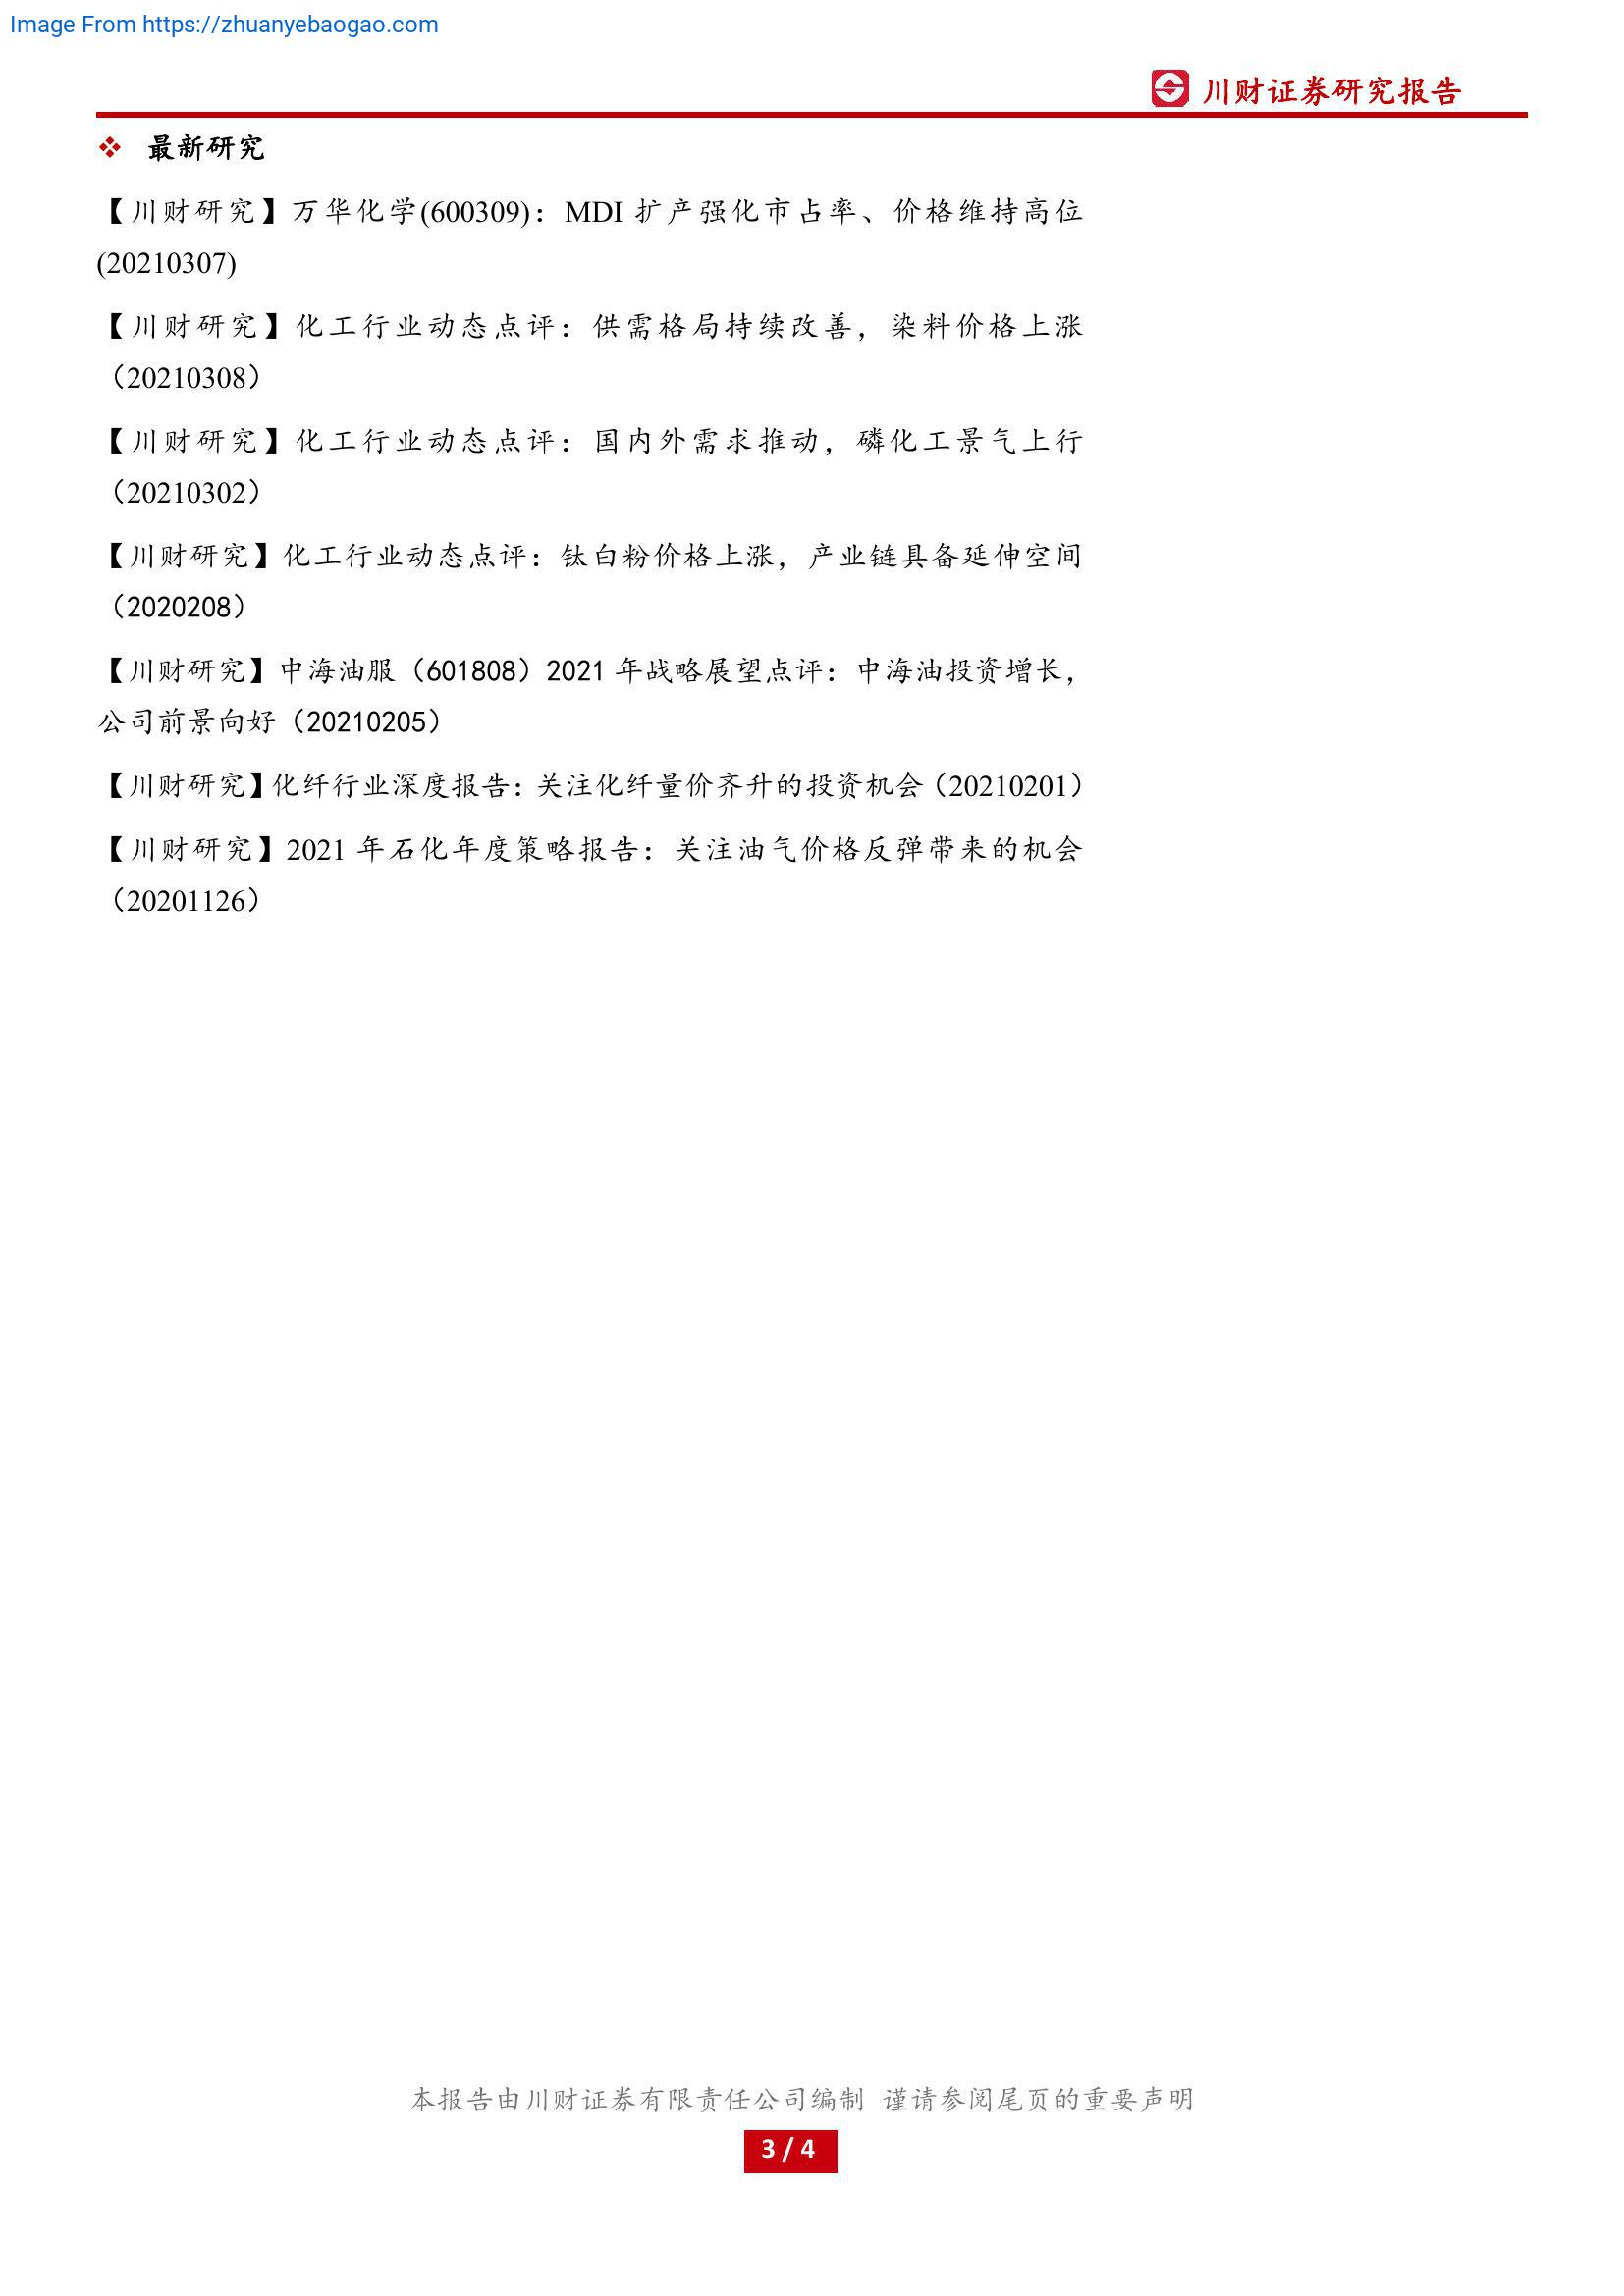 Image From https://zhuanyebaogao.com
川财证券研究报告
❖ 最新研究
【川财研究】万华化学(600309)：MDI 扩产强化市占率、价格维持高位
(20210307)
【川财研究】化工行业动态点评：供需格局持续改善，染料价格上涨
（20210308）
【川财研究】化工行业动态点评：国内外需求推动，磷化工景气上行
（20210302）
【川财研究】化工行业动态点评：钛白粉价格上涨，产业链具备延伸空间
（2020208）
【川财研究】中海油服（601808）2021 年战略展望点评：中海油投资增长，
公司前景向好（20210205）
【川财研究】化纤行业深度报告：关注化纤量价齐升的投资机会（20210201）
【川财研究】2021 年石化年度策略报告：关注油气价格反弹带来的机会
（20201126）
本报告由川财证券有限责任公司编制 谨请参阅尾页的重要声明
3 / 4